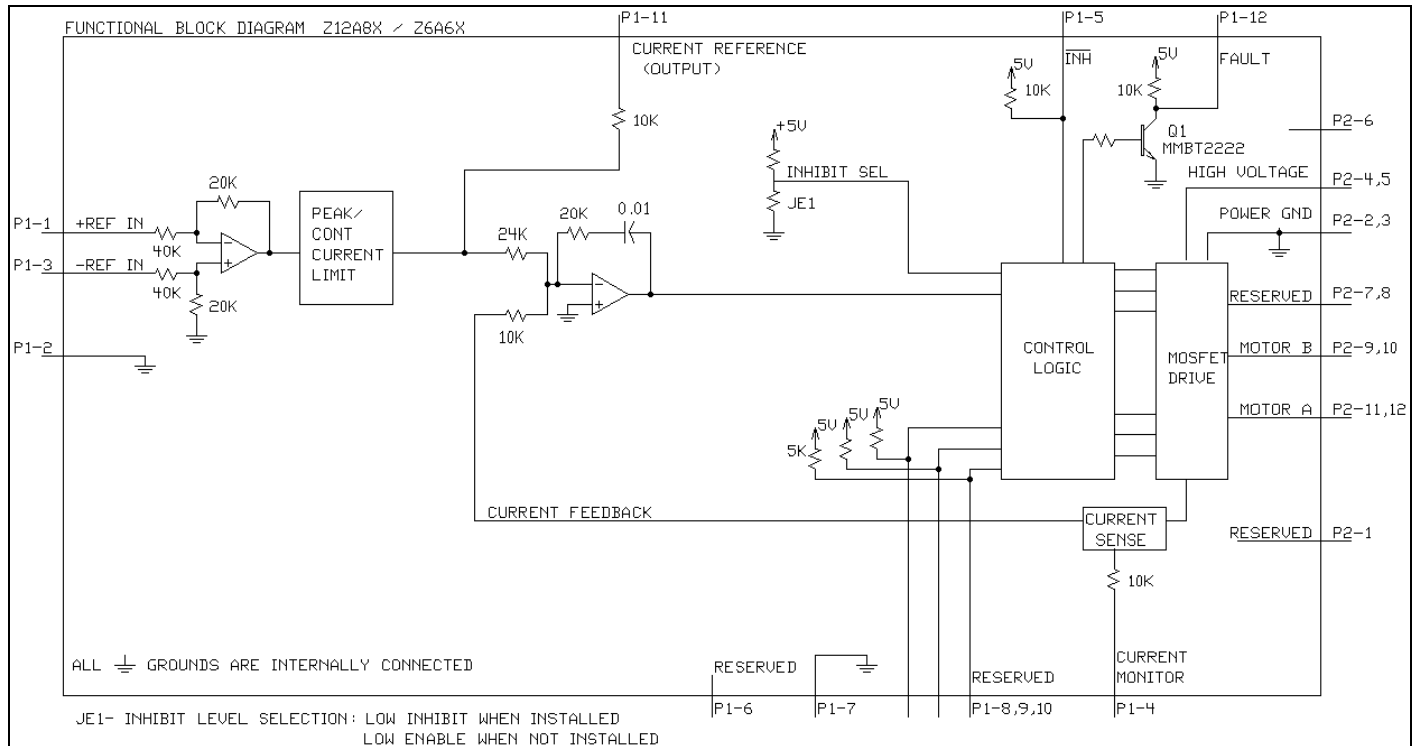 P1-11
P1-5
P1-12
FUNCTIONAL BLOCK DIAGRAM Z12A8X / Z6A6X
CURRENT REFERENCE
(OUTPUT)
5V
INH
5V
FAULT
10K
10K
10K
+5V
Q1
MMBT2222
P2-6
INHIBIT SEL
HIGH VOLTAGE
P2-4,5
20K
JE1
PEAK/
CONT
CURRENT
LIMIT
P1-1
+REF IN
40K
20K
0.01
24K
POWER GND
P2-2,3
P1-3
-REF IN
40K
20K
10K
RESERVED
P2-7,8
P1-2
CONTROL
LOGIC
MOSFET
DRIVE
MOTOR B
P2-9,10
5V
5V
5V
5K
MOTOR A
P2-11,12
CURRENT FEEDBACK
CURRENT
SENSE
RESERVED
P2-1
10K
ALL GROUNDS ARE INTERNALLY CONNECTED
RESERVED
RESERVED
CURRENT
MONITOR
P1-6
P1-7
P1-8,9,10
P1-4
JE1- INHIBIT LEVEL SELECTION: LOW INHIBIT WHEN INSTALLED
LOW ENABLE WHEN NOT INSTALLED